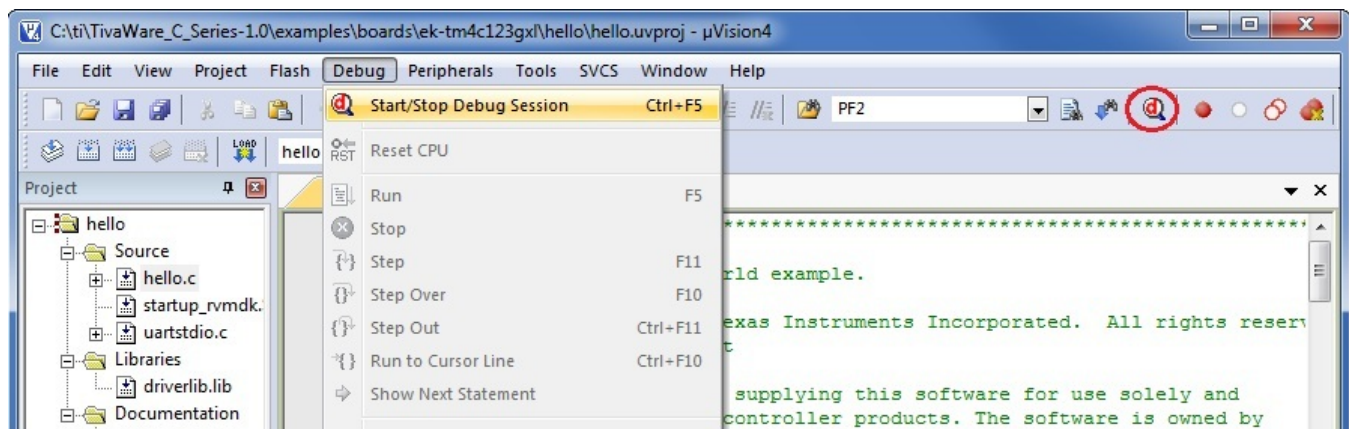 C:\ti\TivaWare_C_Series-1.0\examples\boards\ek-tm4c123gxl\hello\hello.uvproj - µVision4
File Edit View Project Flash Debug Peripherals Tools SVCS Window Help
Start/Stop Debug Session Ctrl+F5
PF2
LOAD
hello
RST Reset CPU
Project
Run F5
hello
Stop
*****************************************************
Source
Step F11
hello.c
rld example.
startup_rvmdk.
Step Over F10
uartstdio.c
Step Out Ctrl+F11
exas Instruments Incorporated. All rights reserv
t
Libraries
Run to Cursor Line Ctrl+F10
driverlib.lib
Show Next Statement
supplying this software for use solely and
Documentation
controller products. The software is owned by